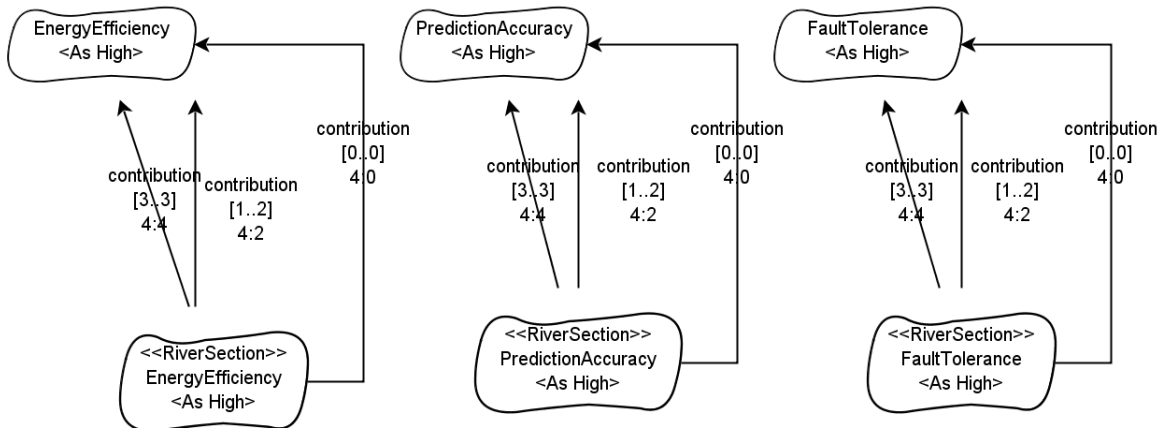 EnergyEfficiency
<As High>
PredictionAccuracy
<As High>
FaultTolerance
<As High>
contribution
[0..0]
4:0
contribution
[0..0]
4:0
contribution
[0..0]
4:0
contribution
[3..3]
4:4
contribution
[1..2]
4:2
contribution
[3..3]
4:4
contribution
[1..2]
4:2
contribution
[3..3]
4:4
contribution
[1..2]
4:2
<<RiverSection>>
EnergyEfficiency
<As High>
<<RiverSection>>
PredictionAccuracy
<As High>
<<RiverSection>>
FaultTolerance
<As High>